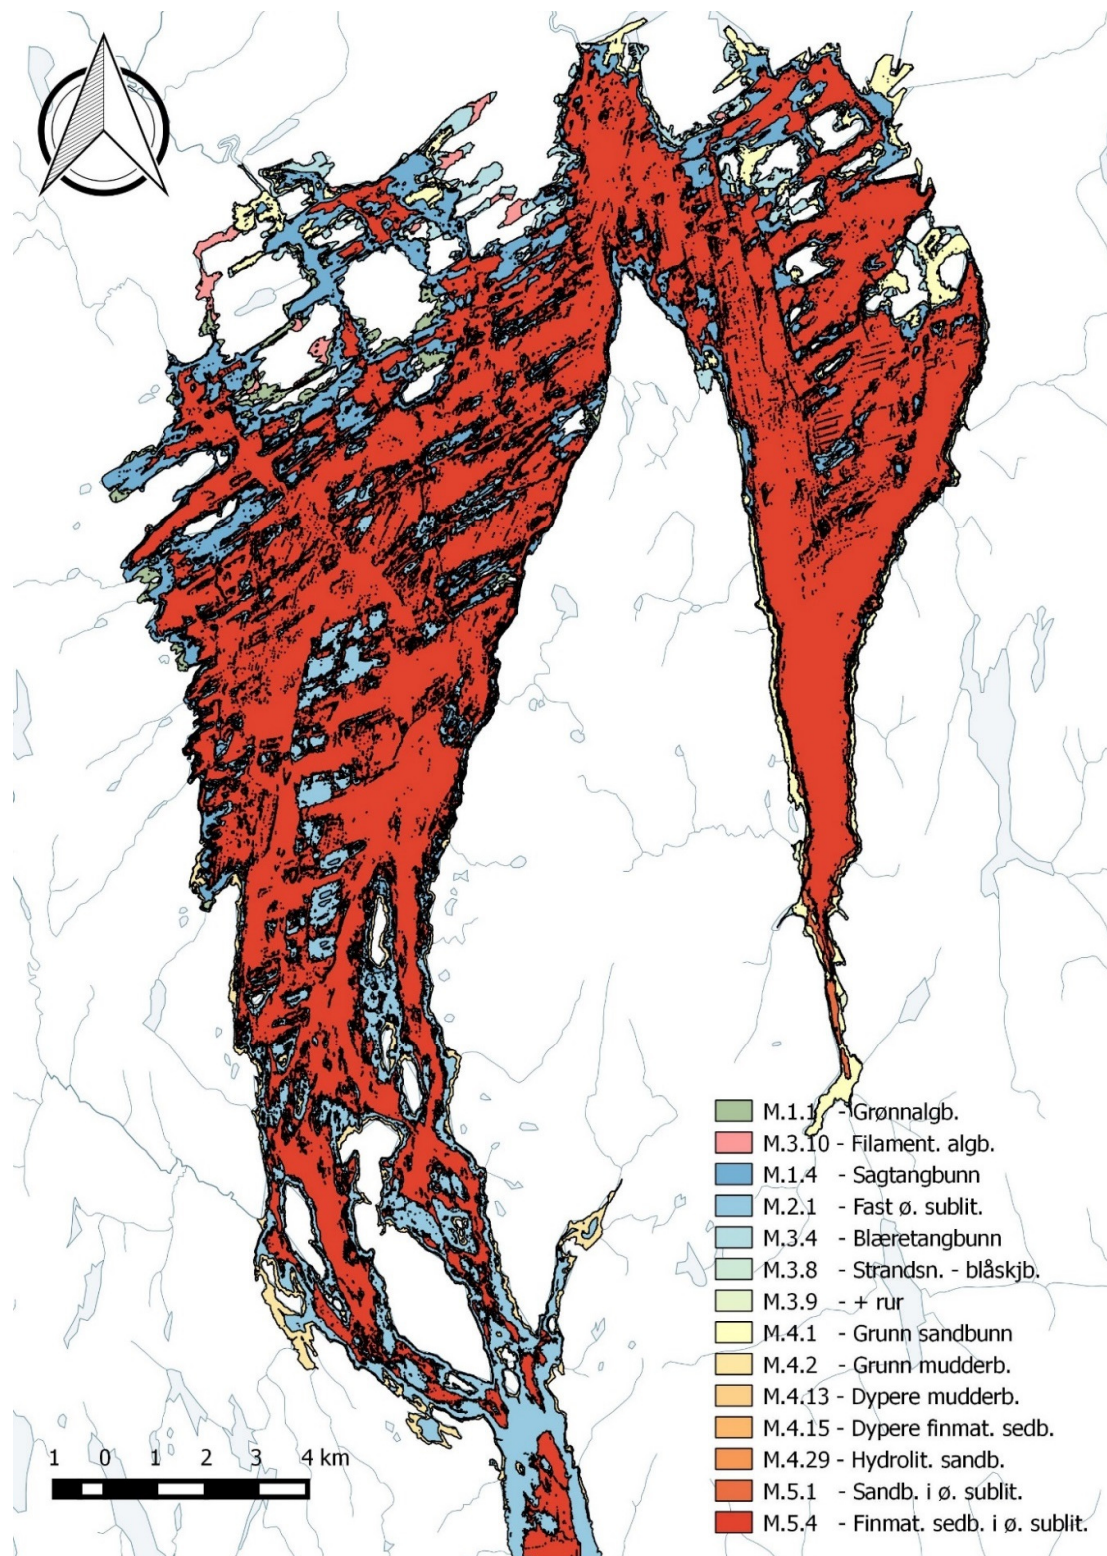 M.1.1 - Grønnalgb.
M.3.10 - Filament. algb.
M.1.4 - Sagtangbunn
M.2.1 - Fast ø. sublit.
M.3.4 - Blæretangbunn
M.3.8 - Strandsn. - blåskjb.
M.3.9 - + rur
M.4.1 - Grunn sandbunn
M.4.2 - Grunn mudderb.
M.4.13 - Dypere mudderb.
M.4.15 - Dypere finmat. sedb.
M.4.29 - Hydrolit. sandb.
M.5.1 - Sandb. i ø. sublit.
M.5.4 - Finmat. sedb. i ø. sublit.
1 0 1 2 3 4 km